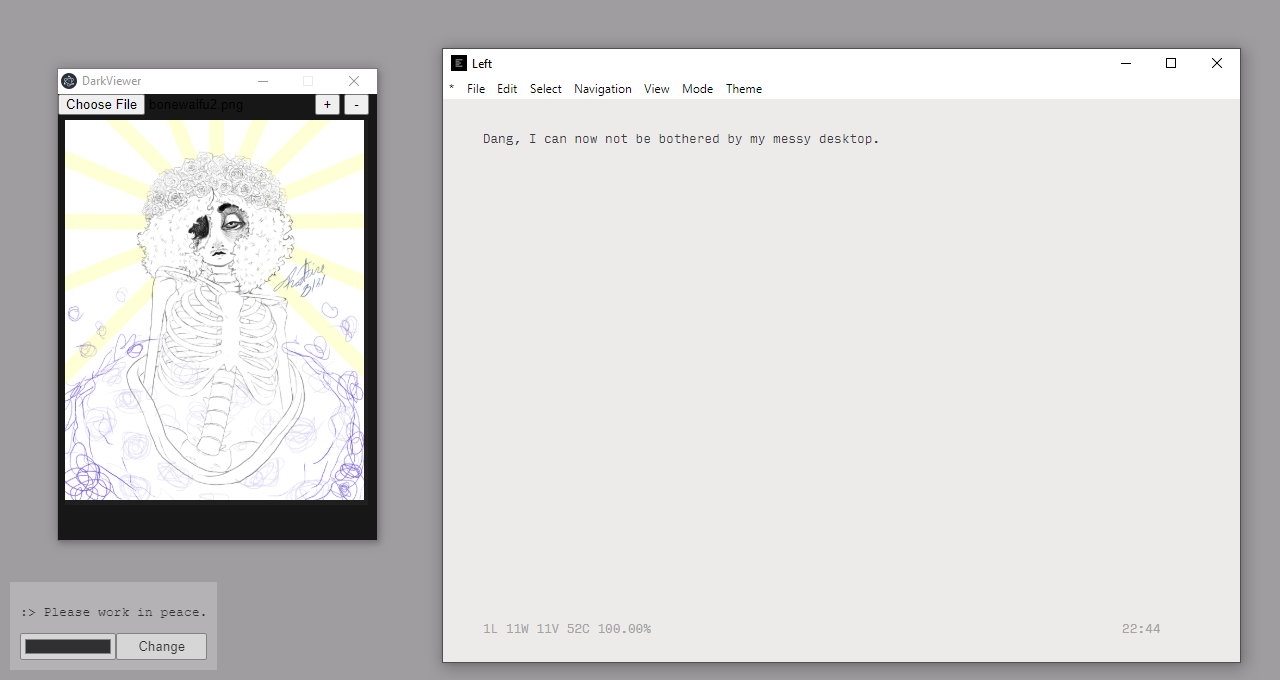 DarkViewer
Choose File bonewaifu2.png + -
Left
* File Edit Select Navigation View Mode Theme
Dang, I can now not be bothered by my messy desktop.
1L 11W 11V 52C 100.00% 22:44
:> Please work in peace.
Change